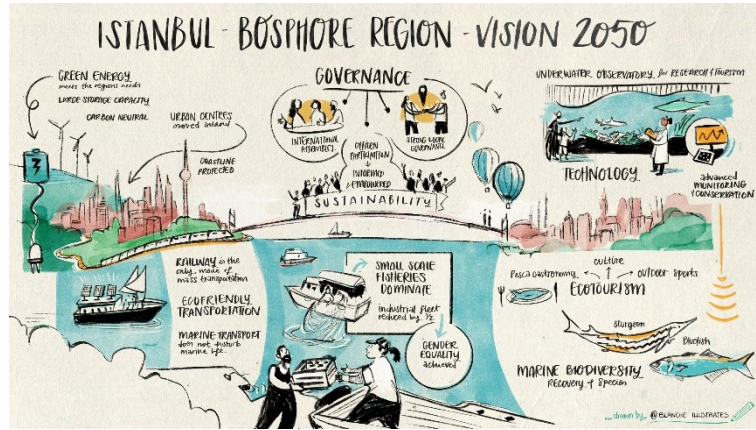 ISTANBUL - BOSPHORE REGION - VISION 2050
GREEN ENERGY
meets the regions needs
LARGE STORAGE CAPACITY
CARBON NEUTRAL
URBAN CENTRES
moved inland
COASTLINE
PROTECTED
GOVERNANCE
INTERNATIONAL
STRONG LOCAL
GOVERNANCE
CITIZEN
PARTICIPATION
INFORMED
EMPOWERED
SUSTAINABILITY
UNDERWATER OBSERVATORY for RESEARCH & TOURISM
TECHNOLOGY
advanced
MONITORING
& CONSERVATION
RAILWAY is the
only mode of
mass transportation
ECOFRIENDLY
TRANSPORTATION
MARINE TRANSPORT
does not disturb
marine life
SMALL SCALE
FISHERIES
DOMINATE
industrial fleet
reduced by 1/2
GENDER
EQUALITY
achieved
culture
Pesca gastronomy
OUTDOOR sports
ECOTOURISM
Sturgeon
Bluefish
MARINE BIODIVERSITY
RECOVERY of Species
... drawn by @BLANCHE ILLUSTRATES